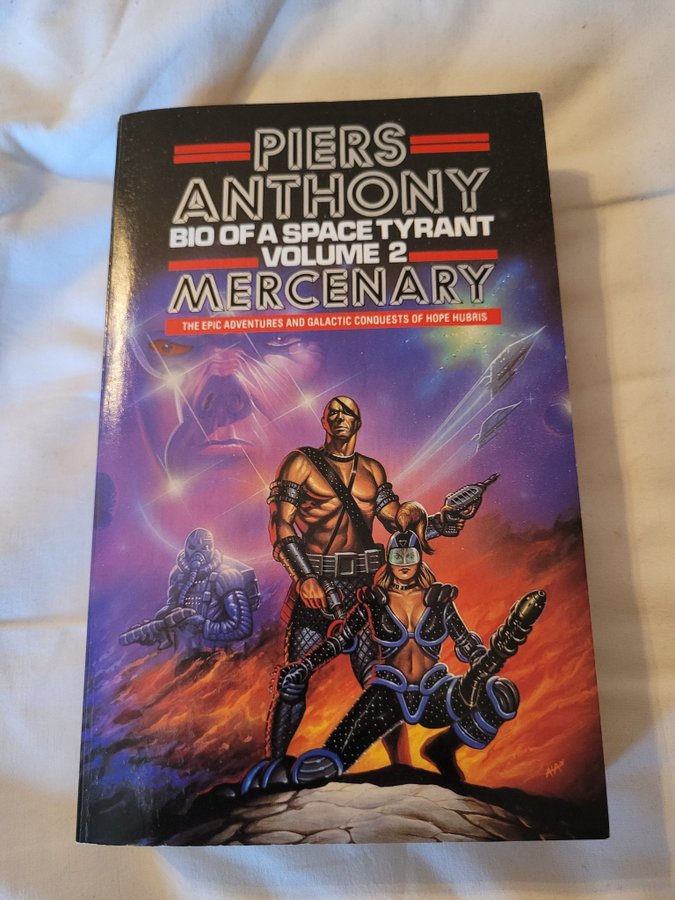 PIERS
ANTHONY
BIO OF A SPACE TYRANT
VOLUME 2
MERCENARY
THE EPIC ADVENTURES AND GALACTIC CONQUESTS OF HOPE HUBRIS